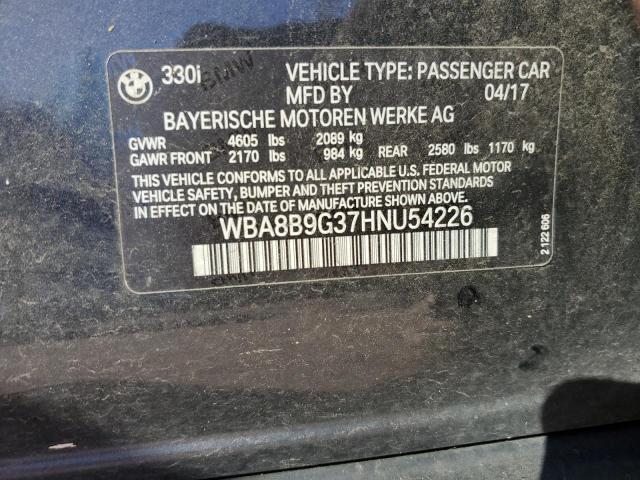 330i BMW VEHICLE TYPE: PASSENGER CAR
MFD BY 04/17
BAYERISCHE MOTOREN WERKE AG
GVWR 4605 lbs 2089 kg
GAWR FRONT 2170 lbs 984 kg REAR 2580 lbs 1170 kg
THIS VEHICLE CONFORMS TO ALL APPLICABLE U.S. FEDERAL MOTOR
VEHICLE SAFETY, BUMPER AND THEFT PREVENTION STANDARDS
IN EFFECT ON THE DATE OF MANUFACTURE SHOWN ABOVE.
WBA8B9G37HNU54226
2 122 606